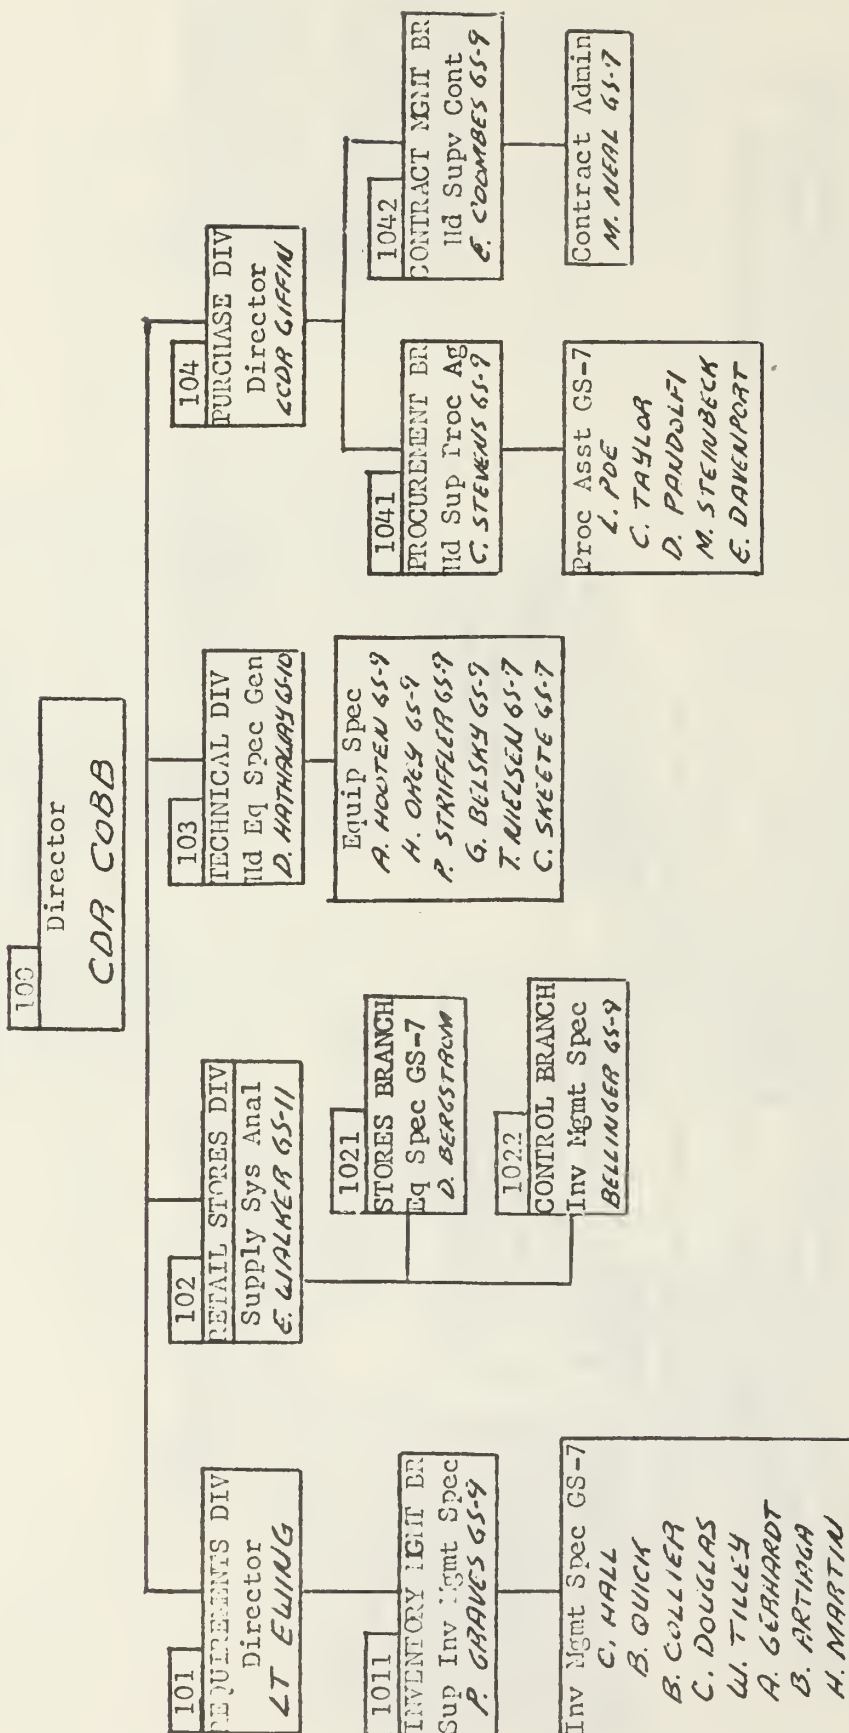 100
Director
CDR COBB
101
REQUIREMENTS DIV
Director
LT EWING
1011
INVENTORY MGMT BR
Sup Inv Mgmt Spec
P. GRAVES GS-9
Inv Mgmt Spec GS-7
C. HALL
B. QUICK
B. COLLIER
C. DOUGLAS
W. TILLEY
A. GERHARDT
B. ARTIAGA
H. MARTIN
102
RETAIL STORES DIV
Supply Sys Anal
E. WALKER GS-11
1021
STORES BRANCH
Eq Spec GS-7
D. BERGSTROM
1022
CONTROL BRANCH
Inv Mgmt Spec
BELLINGER GS-9
103
TECHNICAL DIV
Hd Eq Spec Gen
D. HATHAWAY GS-10
Equip Spec
A. HOUTEN GS-9
H. OREY GS-9
P. STRIFFLER GS-9
G. BELSKY GS-9
T. NIELSEN GS-7
C. SKEETE GS-7
104
PURCHASE DIV
Director
LCDR GIFFIN
1041
PROCUREMENT BR
Hd Sup Proc Ag
C. STEVENS GS-9
Proc Asst GS-7
L. POE
C. TAYLOR
D. PANDOLFI
M. STEINBECK
E. DAVENPORT
1042
CONTRACT MGMT BR
Hd Supv Cont
E. COOMBES GS-9
Contract Admin
M. NEAL GS-7